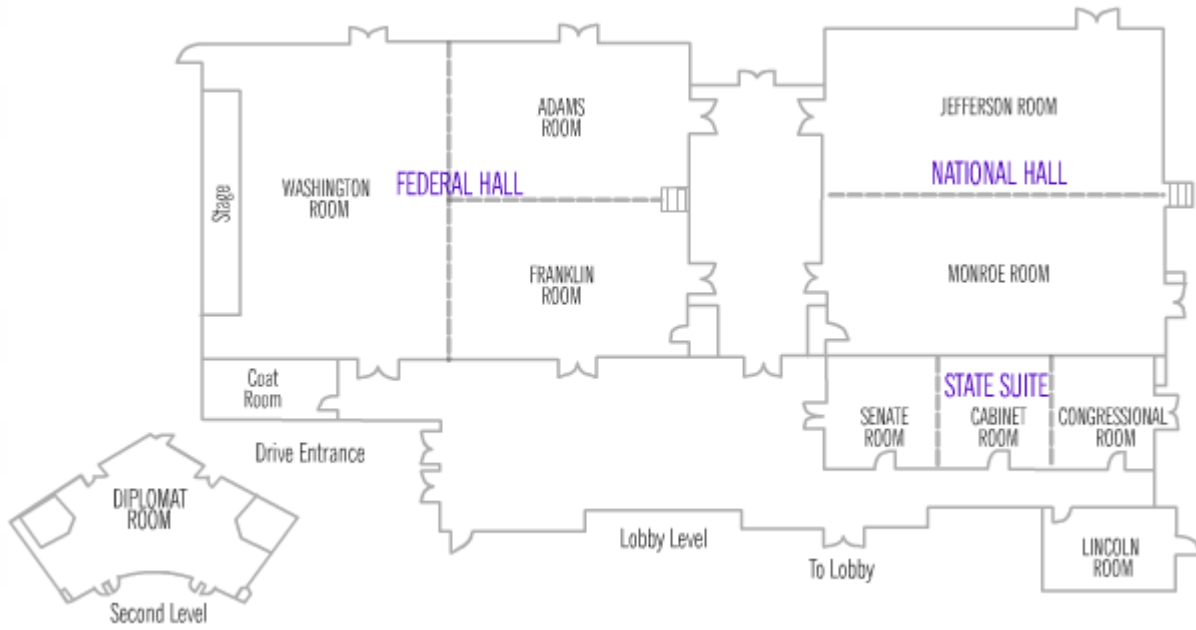 ADAMS
ROOM
JEFFERSON ROOM
Stage
WASHINGTON
ROOM
FEDERAL HALL
NATIONAL HALL
FRANKLIN
ROOM
MONROE ROOM
Coat
Room
STATE SUITE
SENATE
ROOM
CABINET
ROOM
CONGRESSIONAL
ROOM
Drive Entrance
DIPLOMAT
ROOM
Lobby Level
To Lobby
LINCOLN
ROOM
Second Level